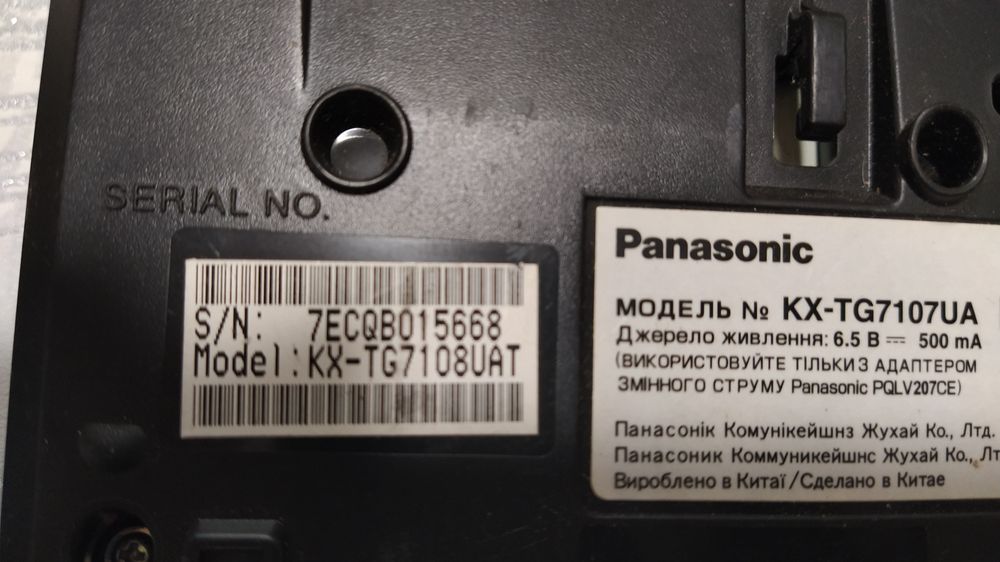 SERIAL NO.
S/N: 7ECQB015668
Model:KX-TG7108UAT
Panasonic
МОДЕЛЬ № KX-TG7107UA
Джерело живлення: 6.5 В ⎓ 500 mA
(ВИКОРИСТОВУЙТЕ ТІЛЬКИ З АДАПТЕРОМ
ЗМІННОГО СТРУМУ Panasonic PQLV207CE)
Панасонік Комунікейшнз Жухай Ко., Лтд.
Панасоник Коммуникейшнс Жухай Ко., Лт
Вироблено в Китаї/Сделано в Китае